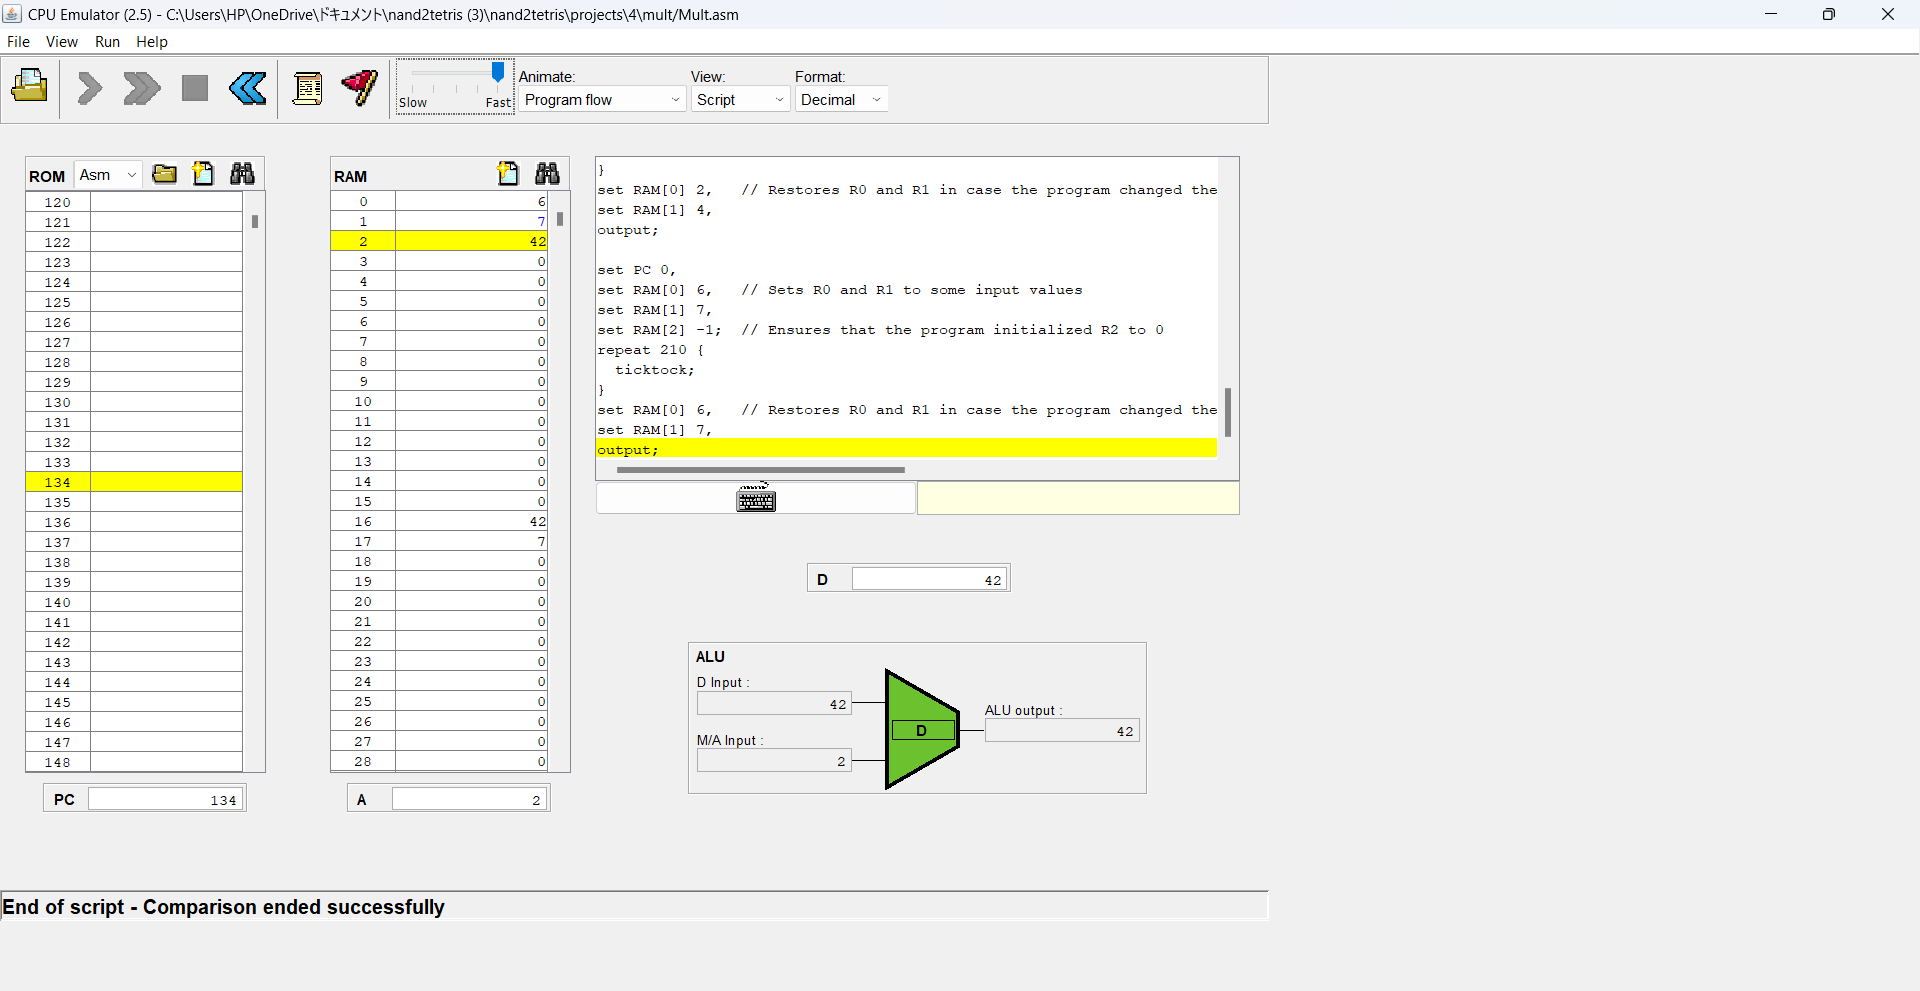 CPU Emulator (2.5) - C:\Users\HP\OneDrive\ドキュメント\nand2tetris (3)\nand2tetris\projects\4\mult/Mult.asm
File View Run Help
Slow Fast
Animate:
Program flow
View:
Script
Format:
Decimal
ROM Asm
120
121
122
123
124
125
126
127
128
129
130
131
132
133
134
135
136
137
138
139
140
141
142
143
144
145
146
147
148
PC 134
RAM
0 6
1 7
2 42
3 0
4 0
5 0
6 0
7 0
8 0
9 0
10 0
11 0
12 0
13 0
14 0
15 0
16 42
17 7
18 0
19 0
20 0
21 0
22 0
23 0
24 0
25 0
26 0
27 0
28 0
A 2
}
set RAM[0] 2,   // Restores R0 and R1 in case the program changed the
set RAM[1] 4,
output;
set PC 0,
set RAM[0] 6,   // Sets R0 and R1 to some input values
set RAM[1] 7,
set RAM[2] -1;  // Ensures that the program initialized R2 to 0
repeat 210 {
  ticktock;
}
set RAM[0] 6,   // Restores R0 and R1 in case the program changed the
set RAM[1] 7,
output;
D 42
ALU
D Input :
42
M/A Input :
2
D
ALU output :
42
End of script - Comparison ended successfully